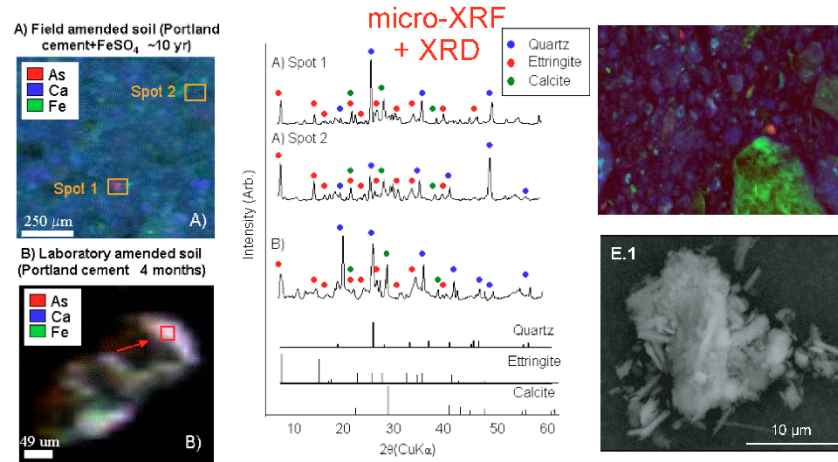 A) Field amended soil (Portland
cement+FeSO₄ ~10 yr)
As
Ca
Fe
Spot 2
Spot 1
250 µm
A)
B) Laboratory amended soil
(Portland cement 4 months)
As
Ca
Fe
49 um
B)
micro-XRF
+ XRD
Quartz
Ettringite
Calcite
A) Spot 1
A) Spot 2
B)
Intensity (Arb.)
Quartz
Ettringite
Calcite
10 20 30 40 50 60
2θ(CuKα)
E.1
10 µm